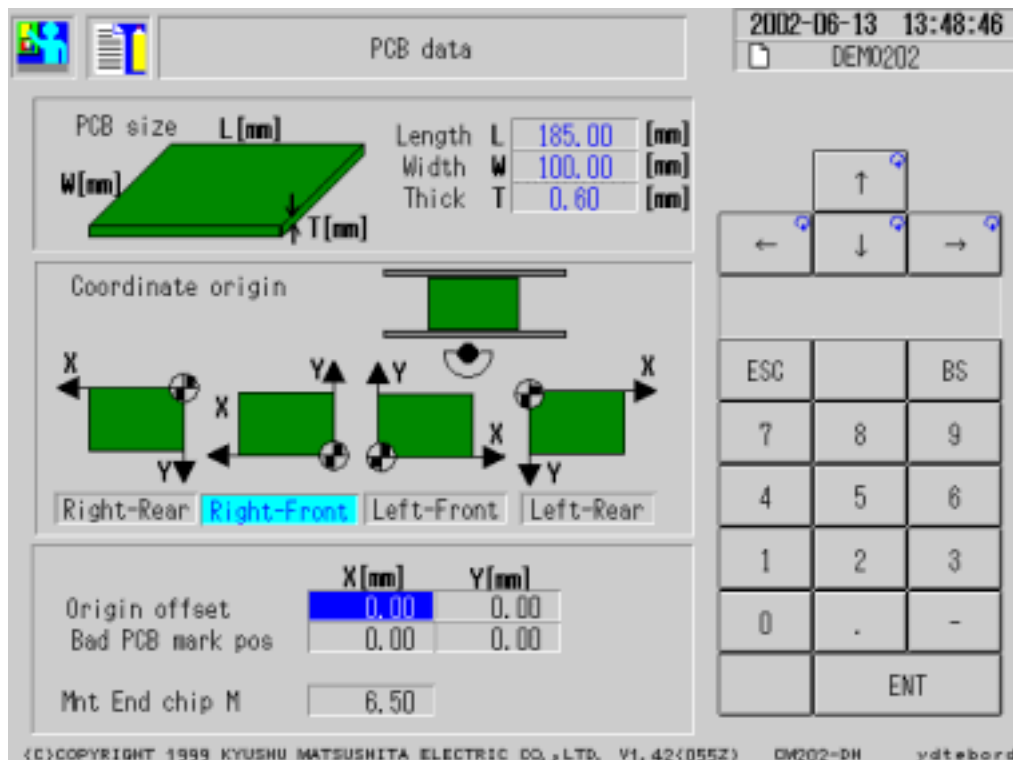 PCB data
2002-06-13 13:48:46
DEMO202
PCB size L[mm]
W[mm]
T[mm]
Length L 185.00 [mm]
Width W 100.00 [mm]
Thick T 0.60 [mm]
Coordinate origin
X Y X Y X Y X Y
Right-Rear Right-Front Left-Front Left-Rear
X[mm] Y[mm]
Origin offset 0.00 0.00
Bad PCB mark pos 0.00 0.00
Mnt End chip M 6.50
↑
← ↓ →
ESC BS
7 8 9
4 5 6
1 2 3
0 . -
ENT
(C)COPYRIGHT 1999 KYUSHU MATSUSHITA ELECTRIC CO.,LTD. V1.42(055Z) CM202-DH ydtebord